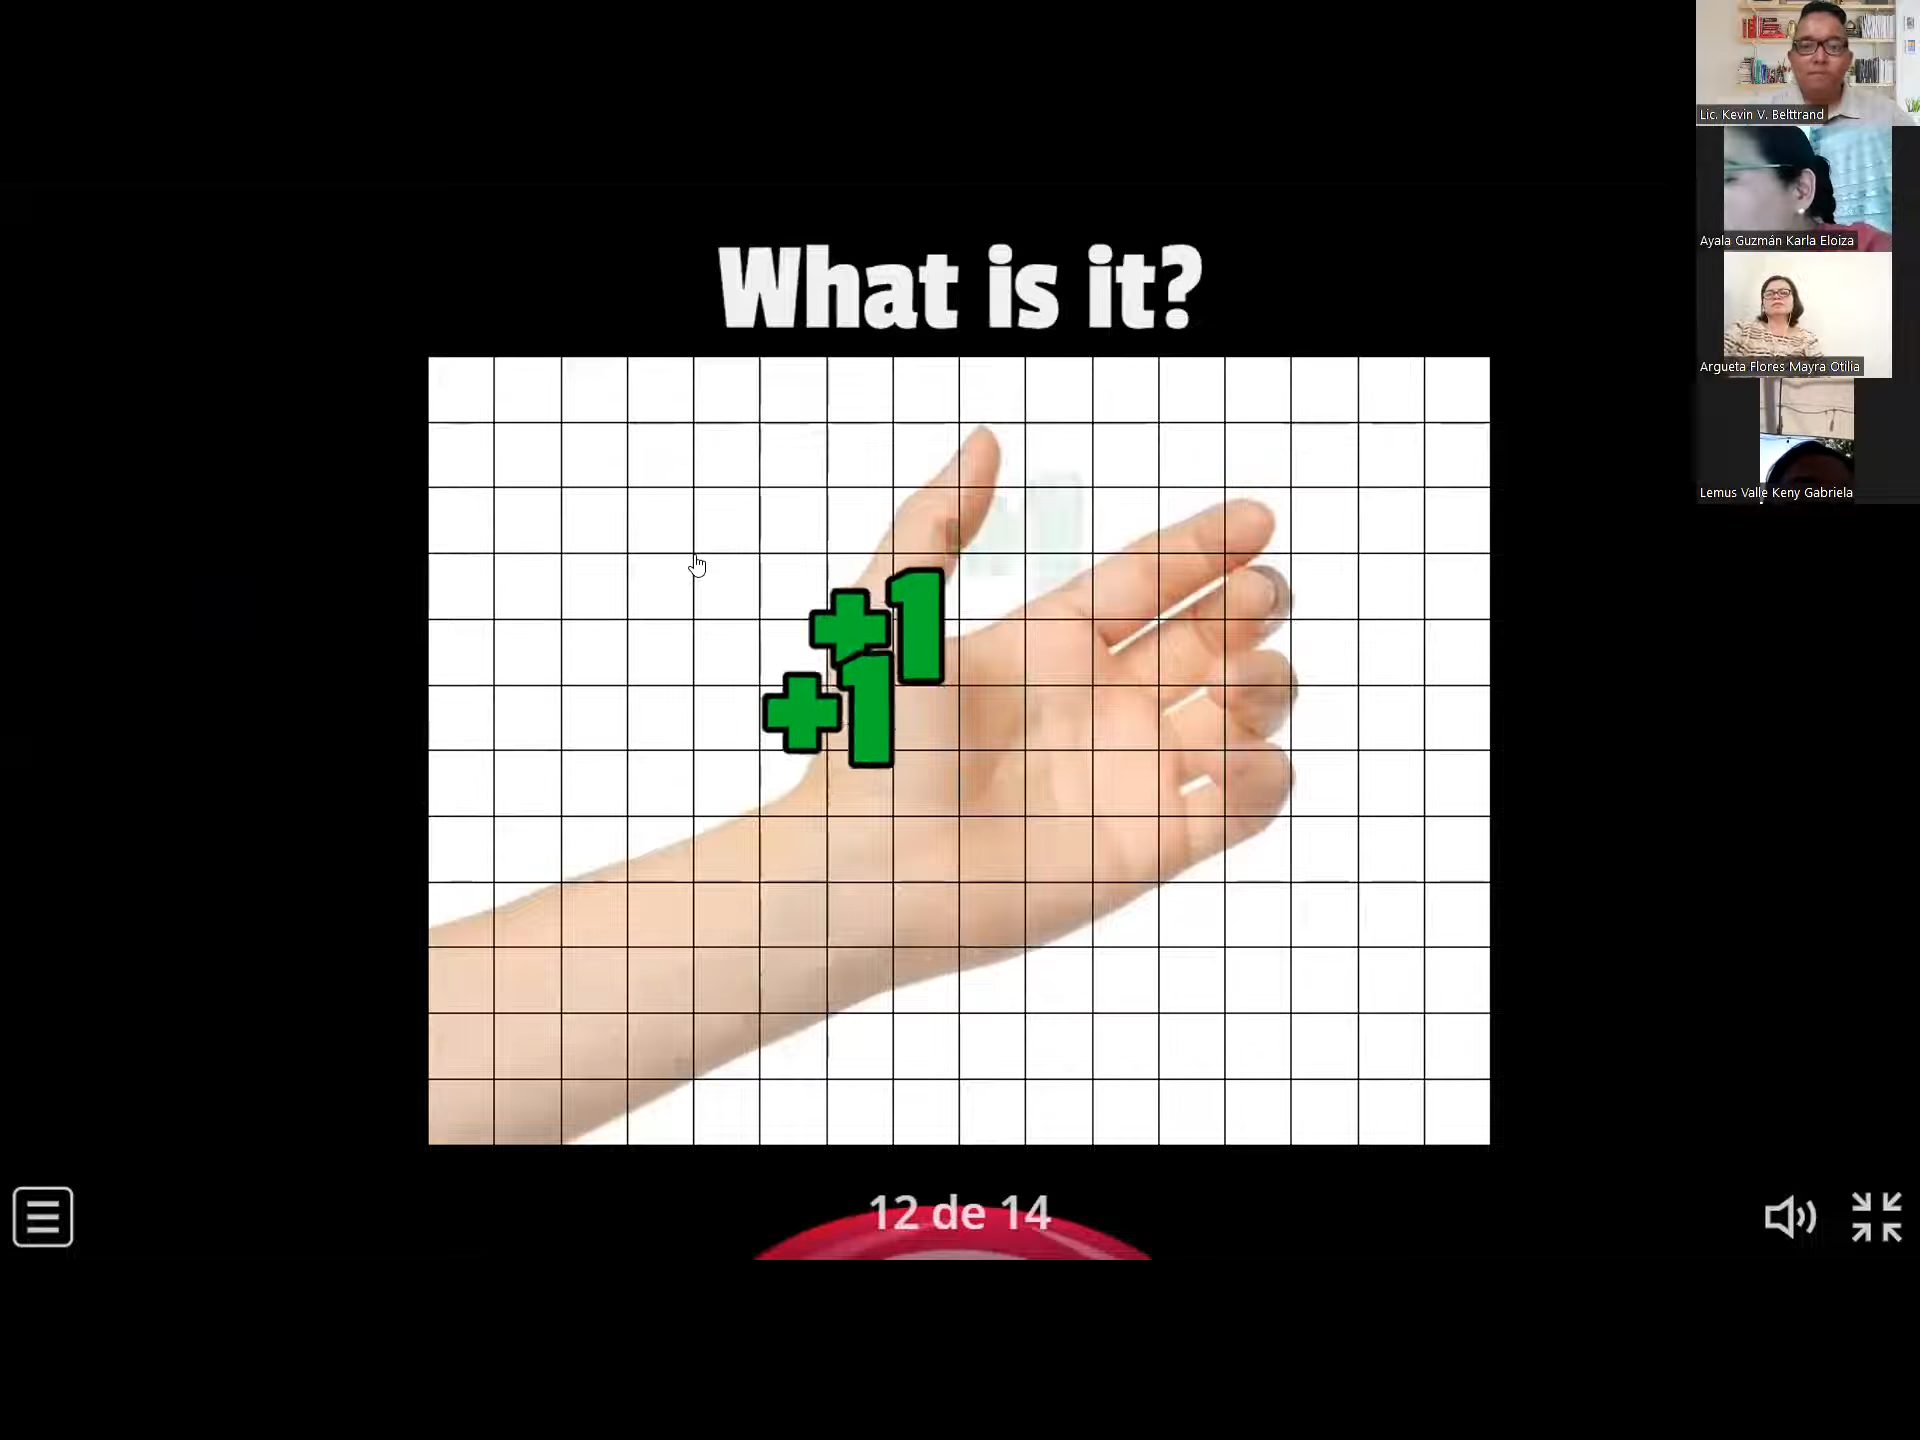 What is it?
+1
+1
12 de 14
Lic. Kevin V. Belttrand
Ayala Guzmán Karla Eloiza
Argueta Flores Mayra Otilia
Lemus Valle Keny Gabriela